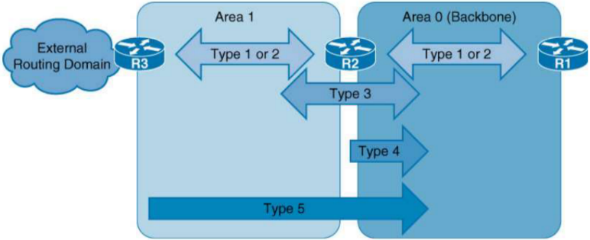 Area 1
Area 0 (Backbone)
External
Routing Domain
R3
Type 1 or 2
R2
Type 1 or 2
R1
Type 3
Type 4
Type 5